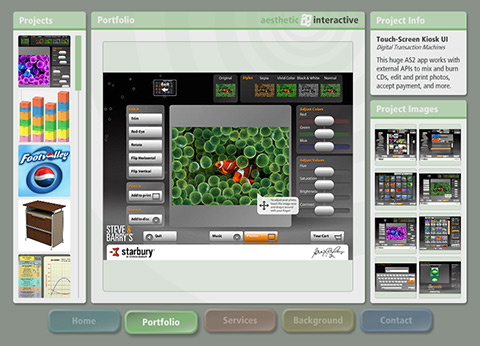 Projects
Portfolio
aesthetic interactive
Project Info
Touch-Screen Kiosk UI
Digital Transaction Machines
This huge AS2 app works with
external APIs to mix and burn
CDs, edit and print photos,
accept payment, and more.
Project Images
Footvolley
Original
Styles
Sepia
Vivid Color
Black & White
Normal
Trim
Red-Eye
Rotate
Flip Horizontal
Flip Vertical
Add to print
Add to disc
Adjust Colors
Red
Green
Blue
Adjust Values
Hue
Saturation
Brightness
Contrast
STEVE &
BARRY'S
Quit
Music
Your Cart
starbury
Home
Portfolio
Services
Background
Contact